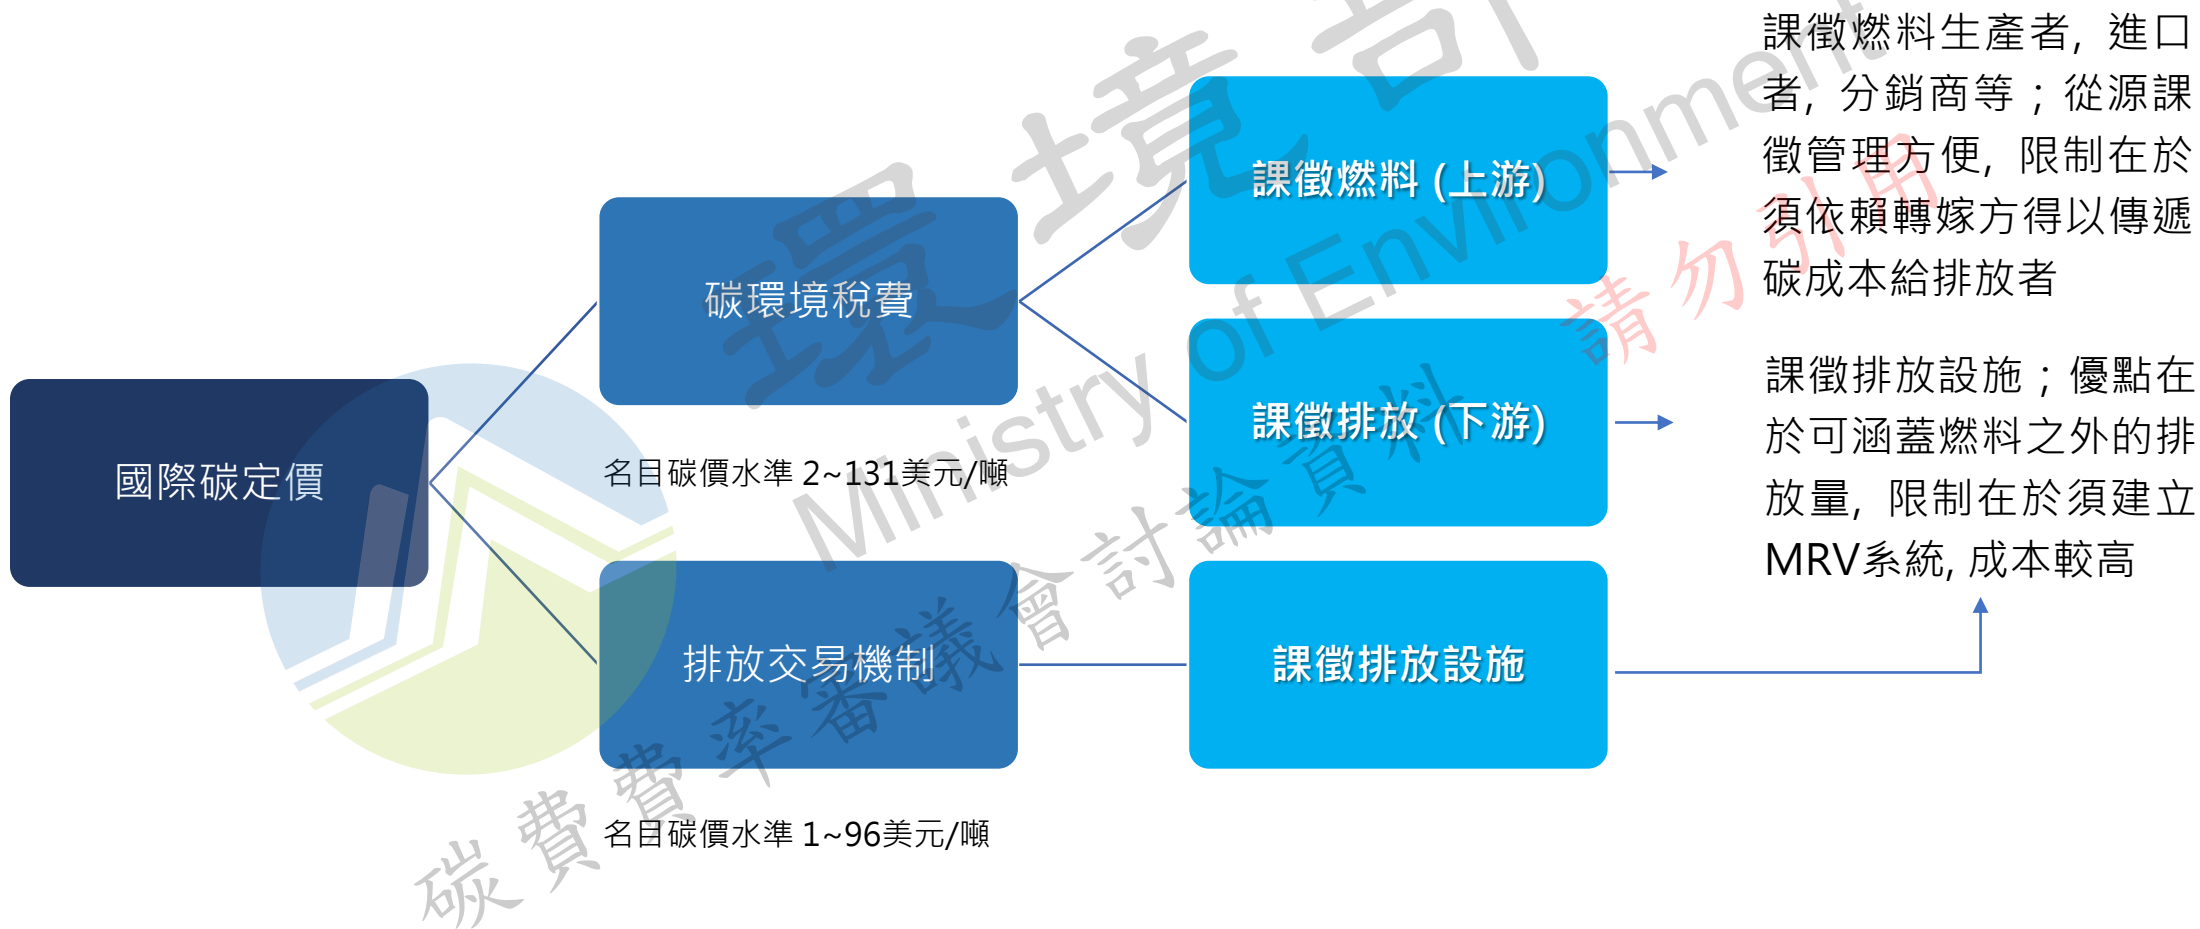 國際碳定價
碳環境稅費
名目碳價水準 2~131美元/噸
排放交易機制
名目碳價水準 1~96美元/噸
課徵燃料 (上游)
課徵排放 (下游)
課徵排放設施
課徵燃料生產者, 進口
者, 分銷商等；從源課
徵管理方便, 限制在於
須依賴轉嫁方得以傳遞
碳成本給排放者
課徵排放設施；優點在
於可涵蓋燃料之外的排
放量, 限制在於須建立
MRV系統, 成本較高
環境部
Ministry of Environment
碳費費率審議會討論資料
請勿引用